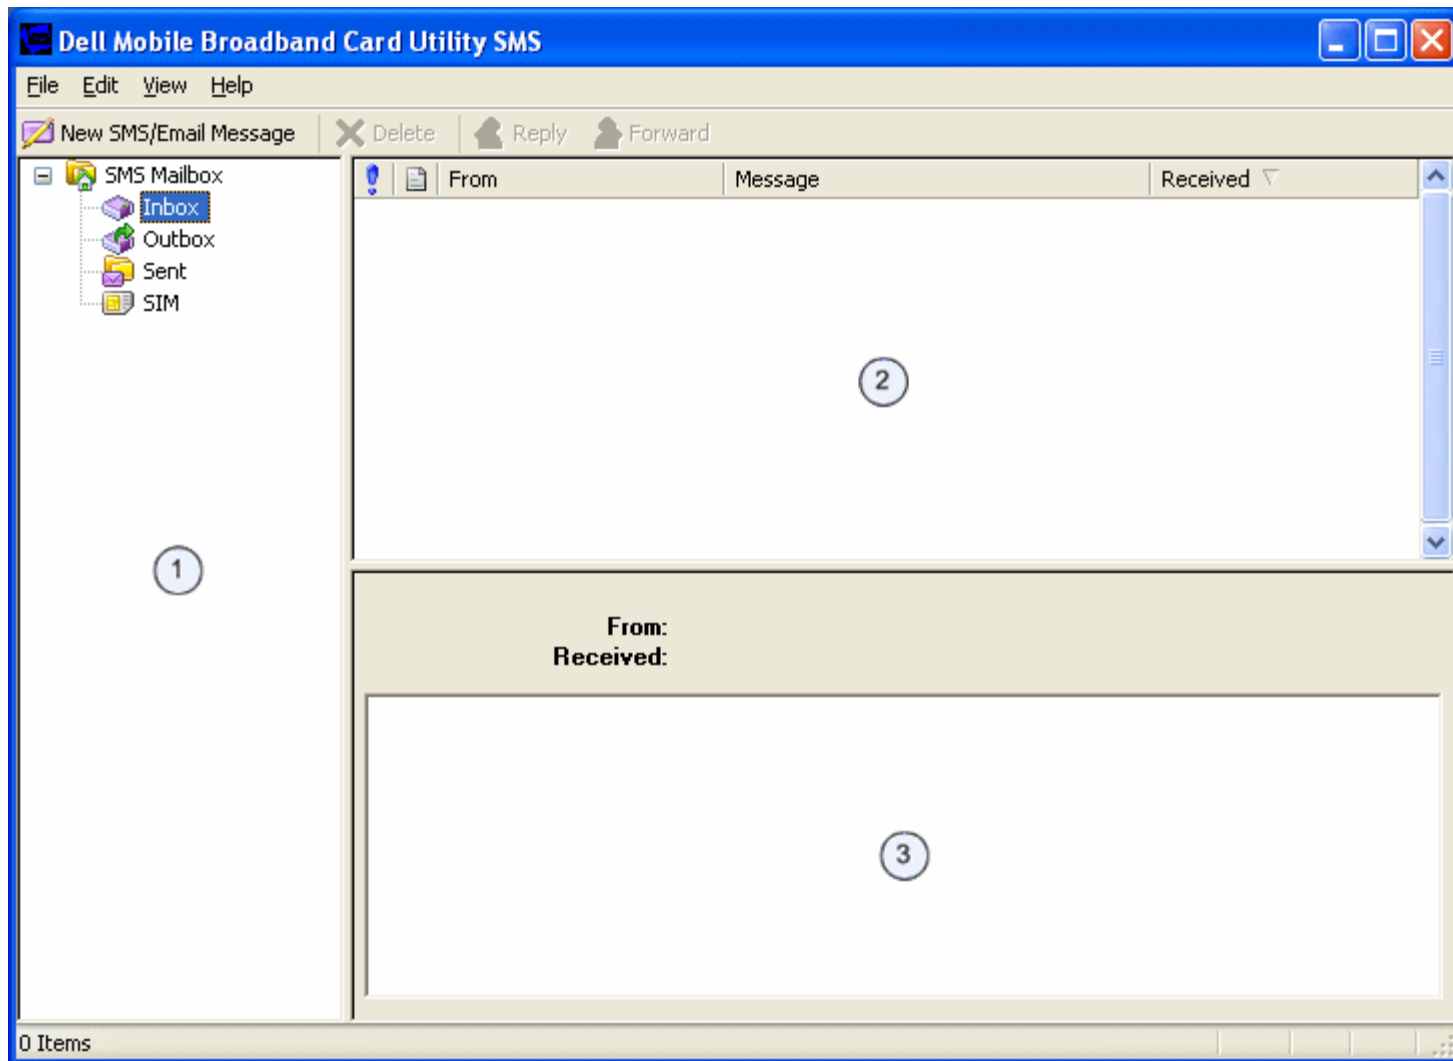 Dell Mobile Broadband Card Utility SMS
File Edit View Help
New SMS/Email Message Delete Reply Forward
SMS Mailbox
Inbox
Outbox
Sent
SIM
1
From Message Received
2
From:
Received:
3
0 Items